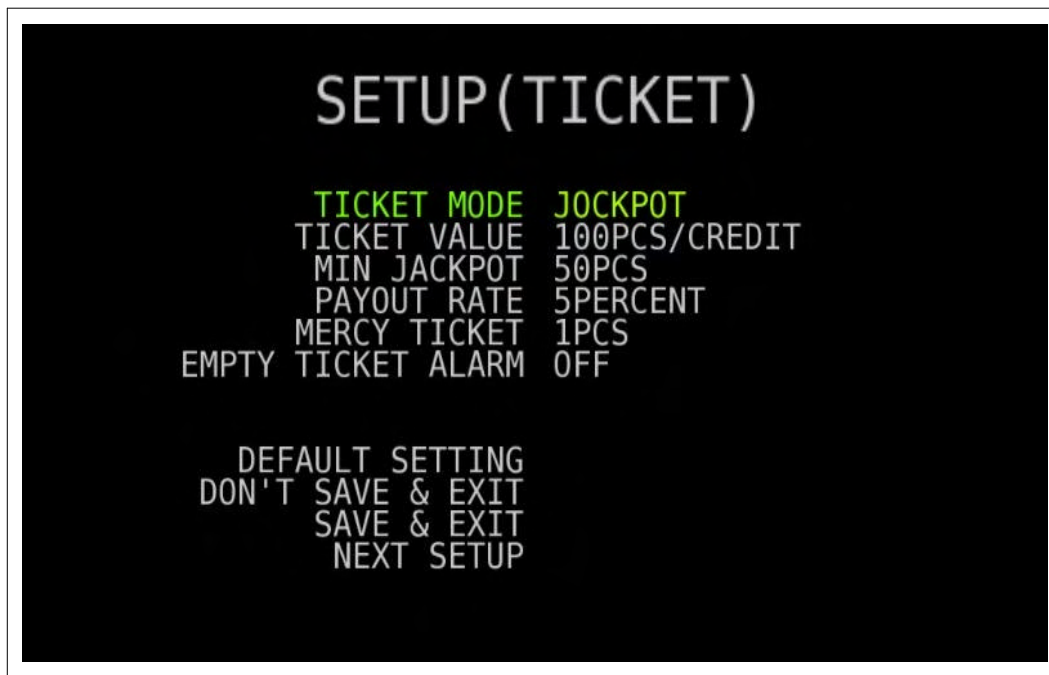 SETUP(TICKET)
TICKET MODE JOCKPOT
TICKET VALUE 100PCS/CREDIT
MIN JACKPOT 50PCS
PAYOUT RATE 5PERCENT
MERCY TICKET 1PCS
EMPTY TICKET ALARM OFF
DEFAULT SETTING
DON'T SAVE & EXIT
SAVE & EXIT
NEXT SETUP